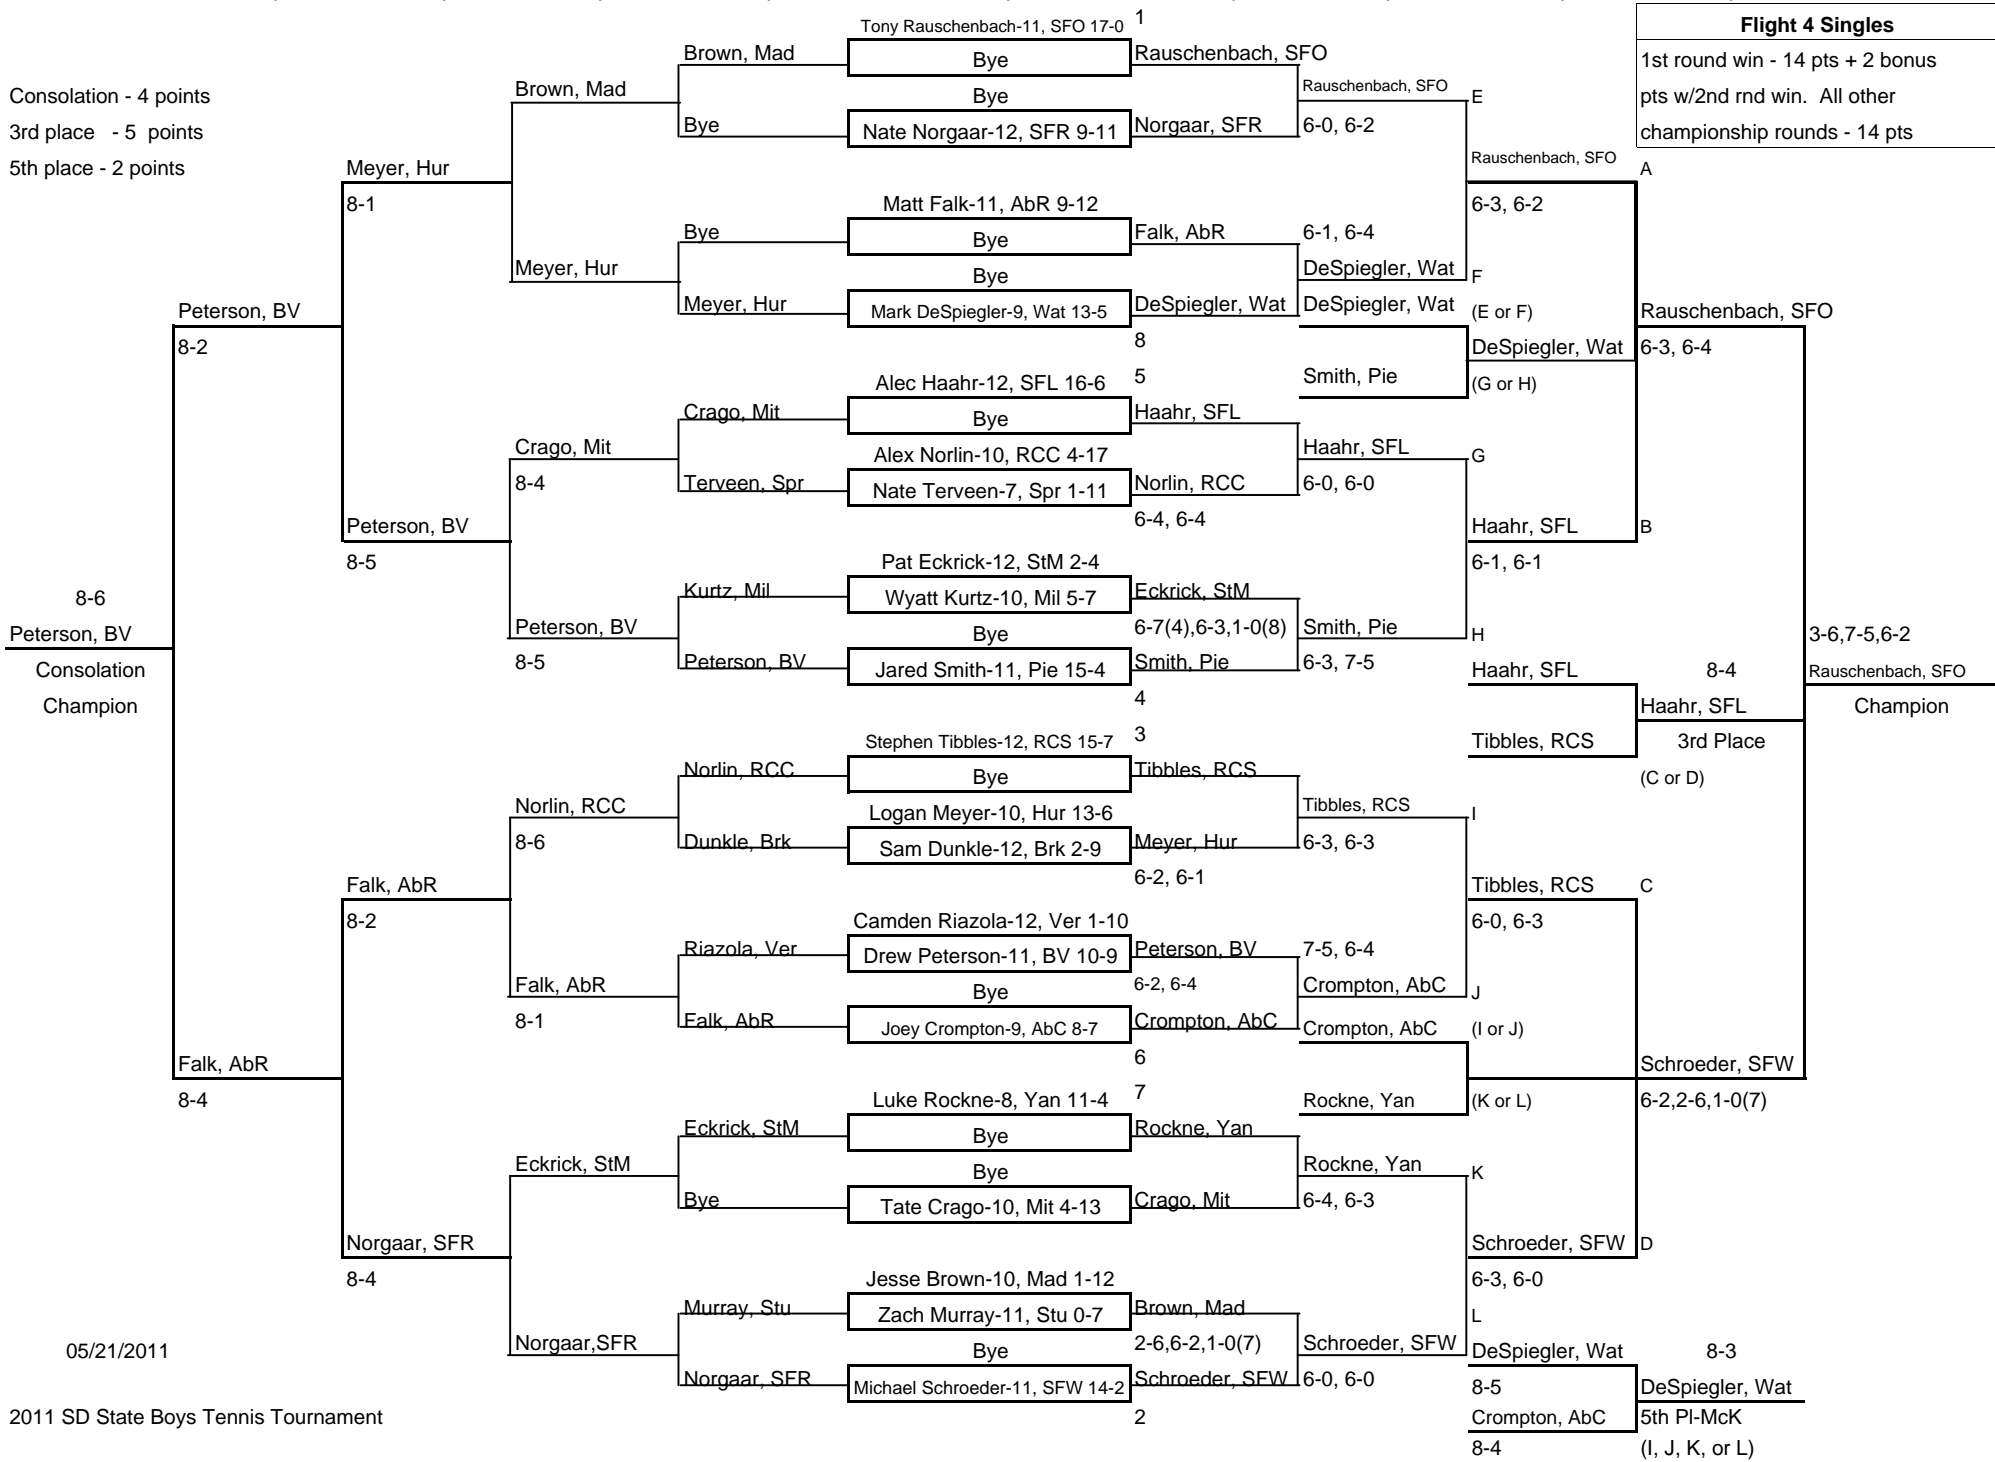 Flight 4 Singles
1st round win - 14 pts + 2 bonus
pts w/2nd rnd win.  All other
championship rounds - 14 pts
Consolation - 4 points
3rd place   - 5  points
5th place - 2 points
8-6
Peterson, BV
Consolation
Champion
05/21/2011
2011 SD State Boys Tennis Tournament
Peterson, BV
8-2
Falk, AbR
8-4
Meyer, Hur
8-1
Peterson, BV
8-5
Falk, AbR
8-2
Norgaar, SFR
8-4
Brown, Mad
Meyer, Hur
Crago, Mit
8-4
Peterson, BV
8-5
Norlin, RCC
8-6
Falk, AbR
8-1
Eckrick, StM
Norgaar,SFR
Brown, Mad
Bye
Bye
Meyer, Hur
Crago, Mit
Terveen, Spr
Kurtz, Mil
Peterson, BV
Norlin, RCC
Dunkle, Brk
Riazola, Ver
Falk, AbR
Eckrick, StM
Bye
Murray, Stu
Norgaar, SFR
Tony Rauschenbach-11, SFO 17-0
Bye
Bye
Nate Norgaar-12, SFR 9-11
Matt Falk-11, AbR 9-12
Bye
Bye
Mark DeSpiegler-9, Wat 13-5
Alec Haahr-12, SFL 16-6
Bye
Alex Norlin-10, RCC 4-17
Nate Terveen-7, Spr 1-11
Pat Eckrick-12, StM 2-4
Wyatt Kurtz-10, Mil 5-7
Bye
Jared Smith-11, Pie 15-4
Stephen Tibbles-12, RCS 15-7
Bye
Logan Meyer-10, Hur 13-6
Sam Dunkle-12, Brk 2-9
Camden Riazola-12, Ver 1-10
Drew Peterson-11, BV 10-9
Bye
Joey Crompton-9, AbC 8-7
Luke Rockne-8, Yan 11-4
Bye
Bye
Tate Crago-10, Mit 4-13
Jesse Brown-10, Mad 1-12
Zach Murray-11, Stu 0-7
Bye
Michael Schroeder-11, SFW 14-2
1
Rauschenbach, SFO
Norgaar, SFR
Falk, AbR
DeSpiegler, Wat
8
5
Haahr, SFL
Norlin, RCC
6-4, 6-4
Eckrick, StM
6-7(4),6-3,1-0(8)
Smith, Pie
4
3
Tibbles, RCS
Meyer, Hur
6-2, 6-1
Peterson, BV
6-2, 6-4
Crompton, AbC
6
7
Rockne, Yan
Crago, Mit
Brown, Mad
2-6,6-2,1-0(7)
Schroeder, SFW
2
Rauschenbach, SFO
6-0, 6-2
6-1, 6-4
DeSpiegler, Wat
DeSpiegler, Wat
Smith, Pie
Haahr, SFL
6-0, 6-0
Smith, Pie
6-3, 7-5
Tibbles, RCS
6-3, 6-3
7-5, 6-4
Crompton, AbC
Crompton, AbC
Rockne, Yan
Rockne, Yan
6-4, 6-3
Schroeder, SFW
6-0, 6-0
E
Rauschenbach, SFO
6-3, 6-2
F
(E or F)
DeSpiegler, Wat
(G or H)
G
Haahr, SFL
6-1, 6-1
H
Haahr, SFL
Tibbles, RCS
I
Tibbles, RCS
6-0, 6-3
J
(I or J)
(K or L)
K
Schroeder, SFW
6-3, 6-0
L
DeSpiegler, Wat
8-5
Crompton, AbC
8-4
A
Rauschenbach, SFO
6-3, 6-4
B
8-4
Haahr, SFL
3rd Place
(C or D)
C
Schroeder, SFW
6-2,2-6,1-0(7)
D
8-3
DeSpiegler, Wat
5th Pl-McK
(I, J, K, or L)
3-6,7-5,6-2
Rauschenbach, SFO
Champion